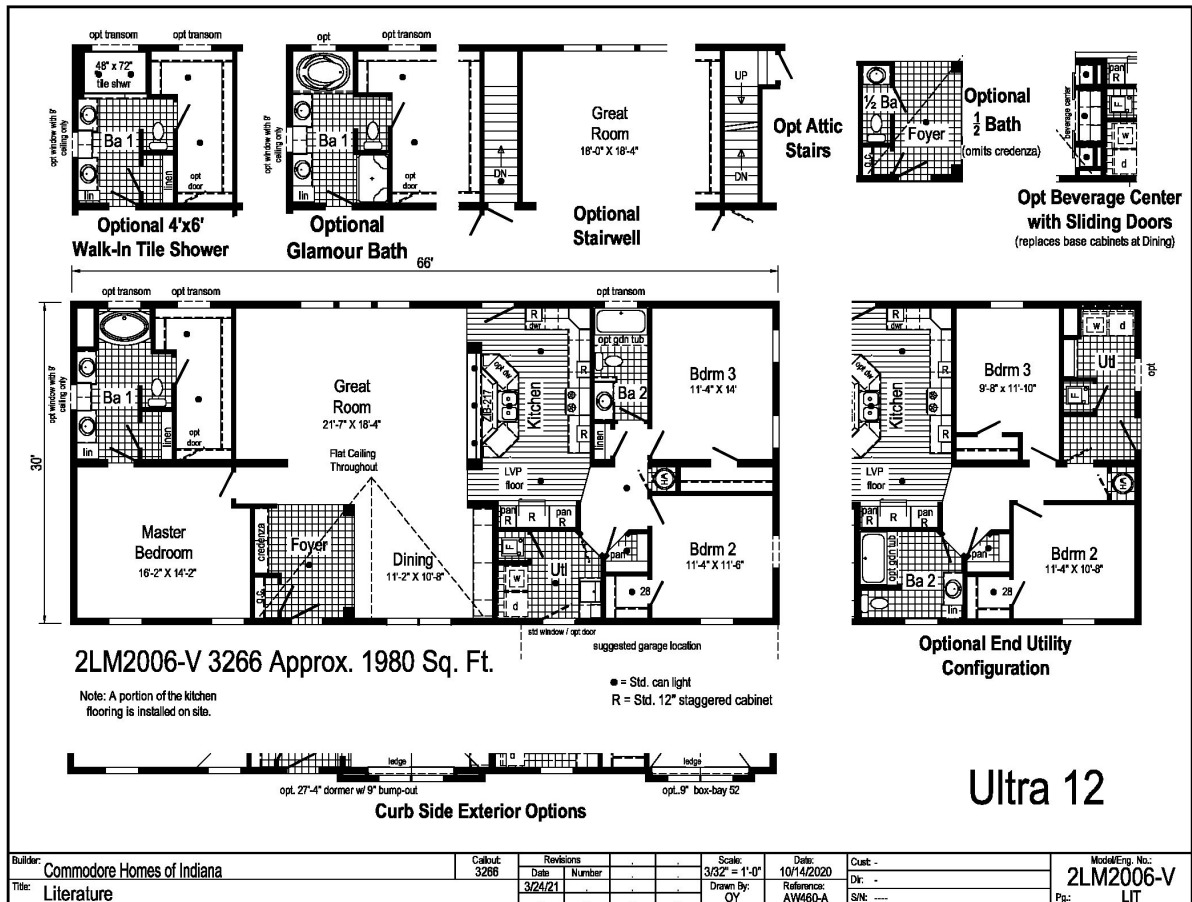 opt transom
opt transom
48" x 72"
tile shwr
opt window with 9'
ceiling only
Ba 1
linen
lin
opt
door
Optional 4'x6'
Walk-In Tile Shower
opt
opt window with 9'
ceiling only
Ba 1
lin
opt
door
Optional
Glamour Bath
DN
Great
Room
18'-0" X 18'-4"
Optional
Stairwell
UP
DN
Opt Attic
Stairs
½ Ba
Foyer
g.c.
Optional
1/2 Bath
(omits credenza)
beverage center
pan
R
F
w
d
Opt Beverage Center
with Sliding Doors
(replaces base cabinets at Dining)
66'
30'
opt transom
opt transom
opt window with 9'
ceiling only
Ba 1
linen
lin
opt
door
Great
Room
21'-7" X 18'-4"
Flat Ceiling
Throughout
Master
Bedroom
16'-2" X 14'-2"
credenza
g.c.
Foyer
Dining
11'-2" X 10'-8"
R
dwr
opt dw
ZIB-217
Kitchen
R
R
LVP
floor
pan
R
R
pan
R
opt transom
opt gdn tub
Ba 2
linen
Bdrm 3
11'-4" X 14'
WH
Bdrm 2
11'-4" X 11'-6"
pan
28
F
w
d
Utl
std window / opt door
suggested garage location
R
dwr
opt dw
Kitchen
R
R
LVP
floor
pan
R
R
pan
R
Bdrm 3
9'-8" x 11'-10"
w
d
Utl
F
opt
WH
opt gdn tub
Ba 2
lin
pan
28
Bdrm 2
11'-4" X 10'-8"
Optional End Utility
Configuration
2LM2006-V 3266 Approx. 1980 Sq. Ft.
Note: A portion of the kitchen
flooring is installed on site.
● = Std. can light
R = Std. 12" staggered cabinet
d
ledge
ledge
opt. 27'-4" dormer w/ 9" bump-out
opt..9" box-bay 52
Curb Side Exterior Options
Ultra 12
Builder:
Commodore Homes of Indiana
Title:
Literature
Callout:
3266
Revisions
Date
Number
3/24/21
Scale:
3/32" = 1'-0"
Drawn By:
OY
Date:
10/14/2020
Reference:
AW460-A
Cust: -
Dlr: -
S/N: ----
Model/Eng. No.:
2LM2006-V
Pg.:
LIT